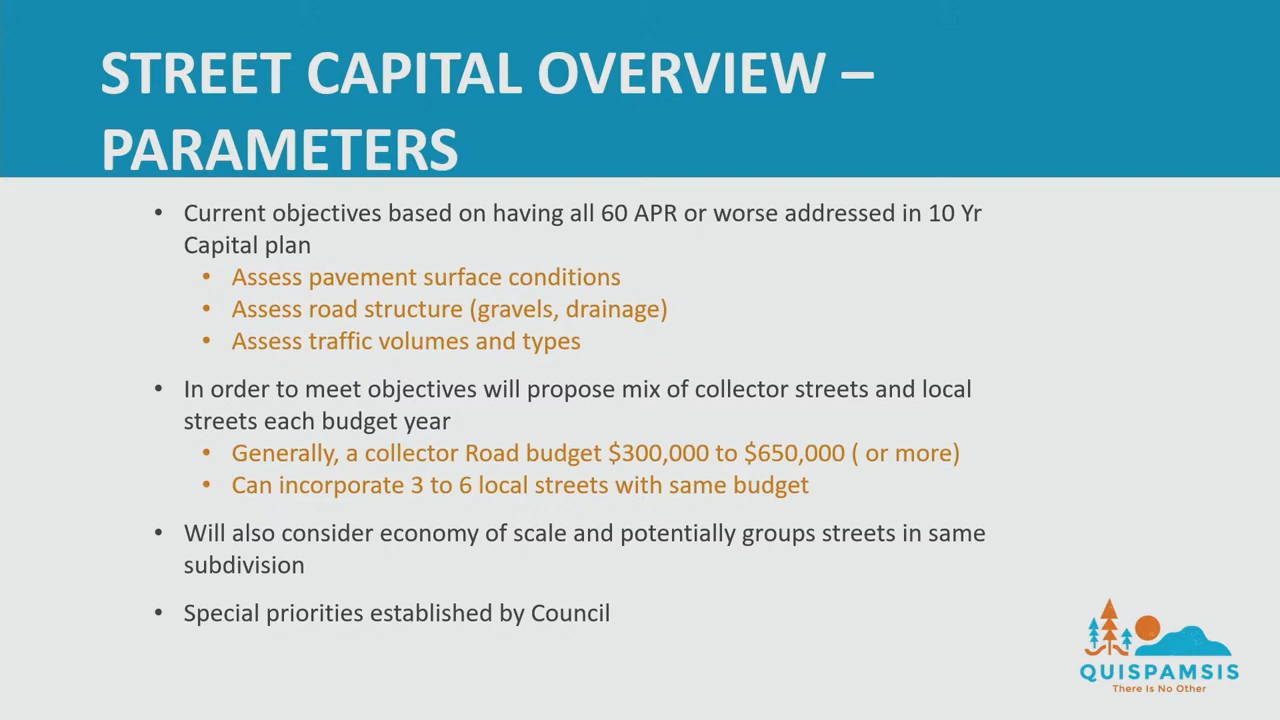 STREET CAPITAL OVERVIEW –
PARAMETERS
• Current objectives based on having all 60 APR or worse addressed in 10 Yr
Capital plan
• Assess pavement surface conditions
• Assess road structure (gravels, drainage)
• Assess traffic volumes and types
• In order to meet objectives will propose mix of collector streets and local
streets each budget year
• Generally, a collector Road budget $300,000 to $650,000 ( or more)
• Can incorporate 3 to 6 local streets with same budget
• Will also consider economy of scale and potentially groups streets in same
subdivision
• Special priorities established by Council
QUISPAMSIS
There Is No Other